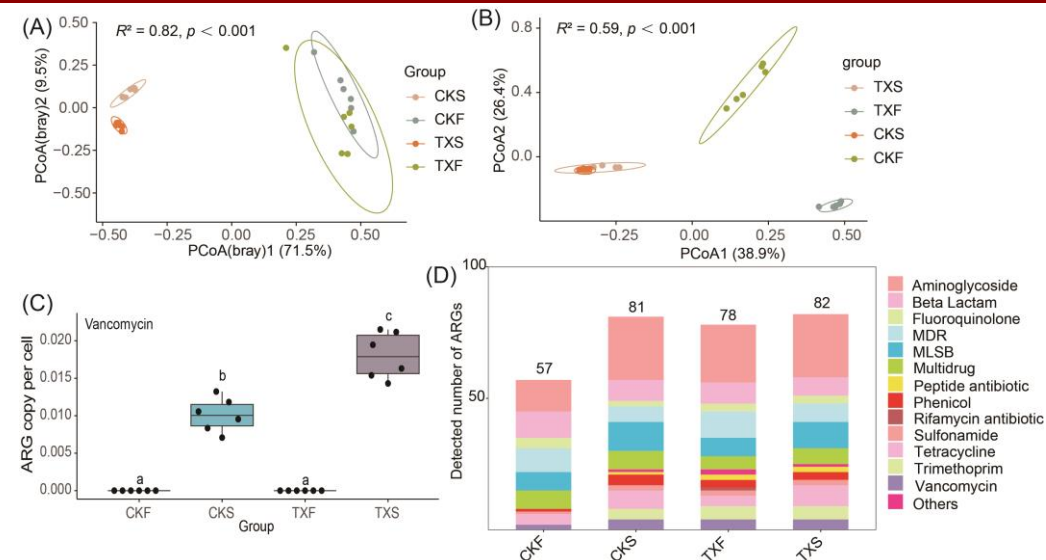 (A)
R² = 0.82, p < 0.001
PCoA(bray)2 (9.5%)
0.50
0.25
0.00
−0.25
−0.50
−0.50
−0.25
0.00
0.25
0.50
PCoA(bray)1 (71.5%)
Group
CKS
CKF
TXS
TXF
(B)
R² = 0.59, p < 0.001
PCoA2 (26.4%)
0.8
0.4
0.0
−0.25
0.00
0.25
0.50
PCoA1 (38.9%)
group
TXS
TXF
CKS
CKF
(C)
Vancomycin
ARG copy per cell
0.020
0.015
0.010
0.005
0.000
a
b
a
c
CKF
CKS
TXF
TXS
Group
(D)
Detected number of ARGs
100
50
57
81
78
82
CKF
CKS
TXF
TXS
Aminoglycoside
Beta Lactam
Fluoroquinolone
MDR
MLSB
Multidrug
Peptide antibiotic
Phenicol
Rifamycin antibiotic
Sulfonamide
Tetracycline
Trimethoprim
Vancomycin
Others